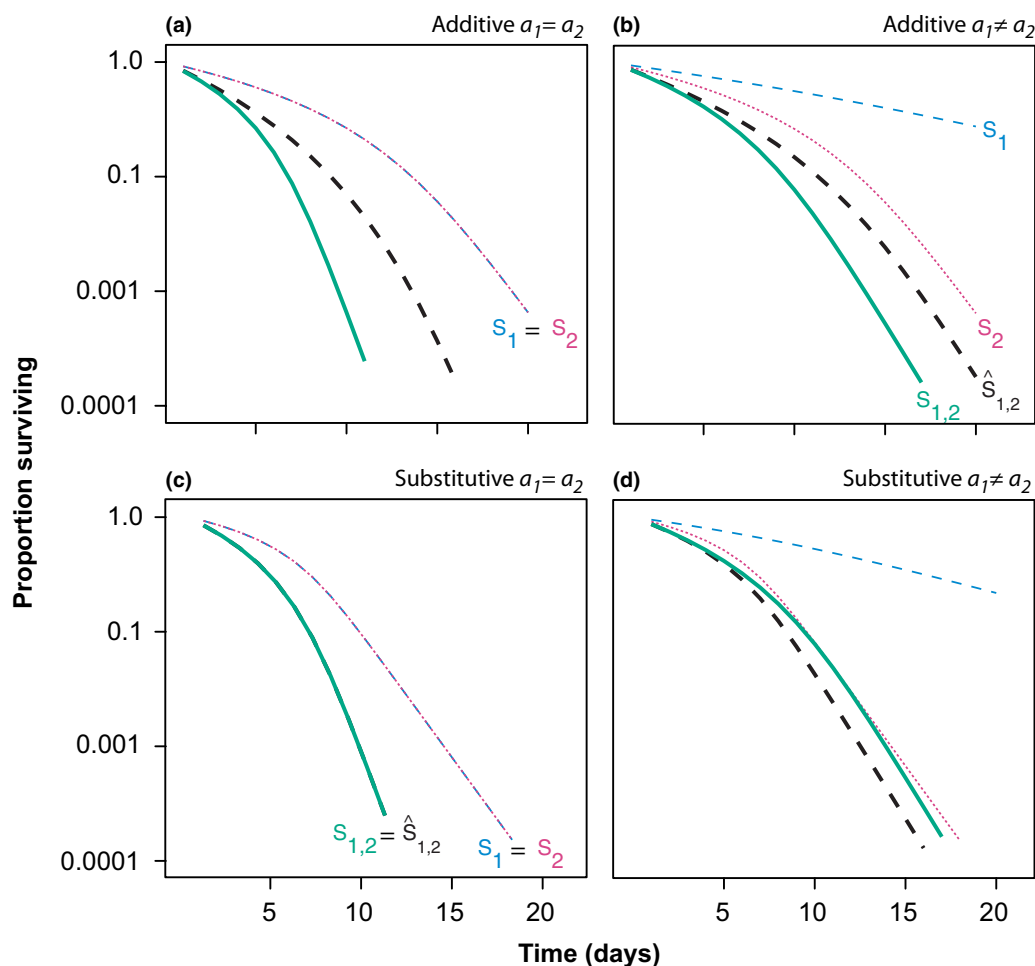 (a) Additive a1 = a2
(b) Additive a1 ≠ a2
1.0
0.1
0.001
0.0001
S1 = S2
S1
S2
Ŝ1,2
S1,2
Proportion surviving
(c) Substitutive a1 = a2
(d) Substitutive a1 ≠ a2
1.0
0.1
0.001
0.0001
S1,2 = Ŝ1,2
S1 = S2
5 10 15 20
5 10 15 20
Time (days)